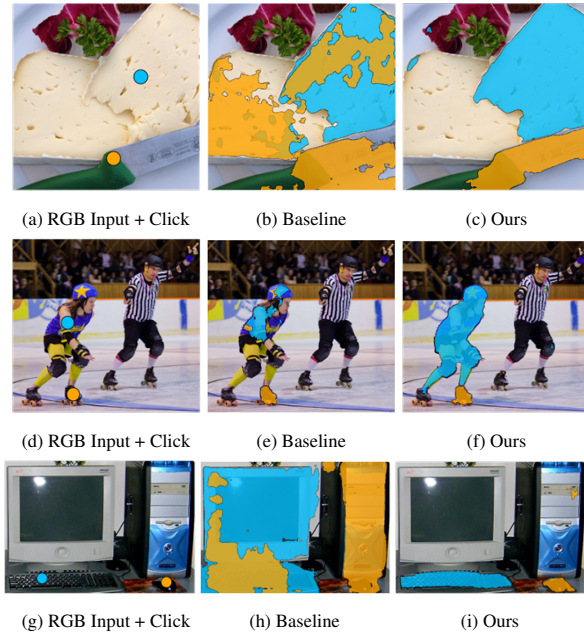 (a) RGB Input + Click (b) Baseline (c) Ours
(d) RGB Input + Click (e) Baseline (f) Ours
(g) RGB Input + Click (h) Baseline (i) Ours